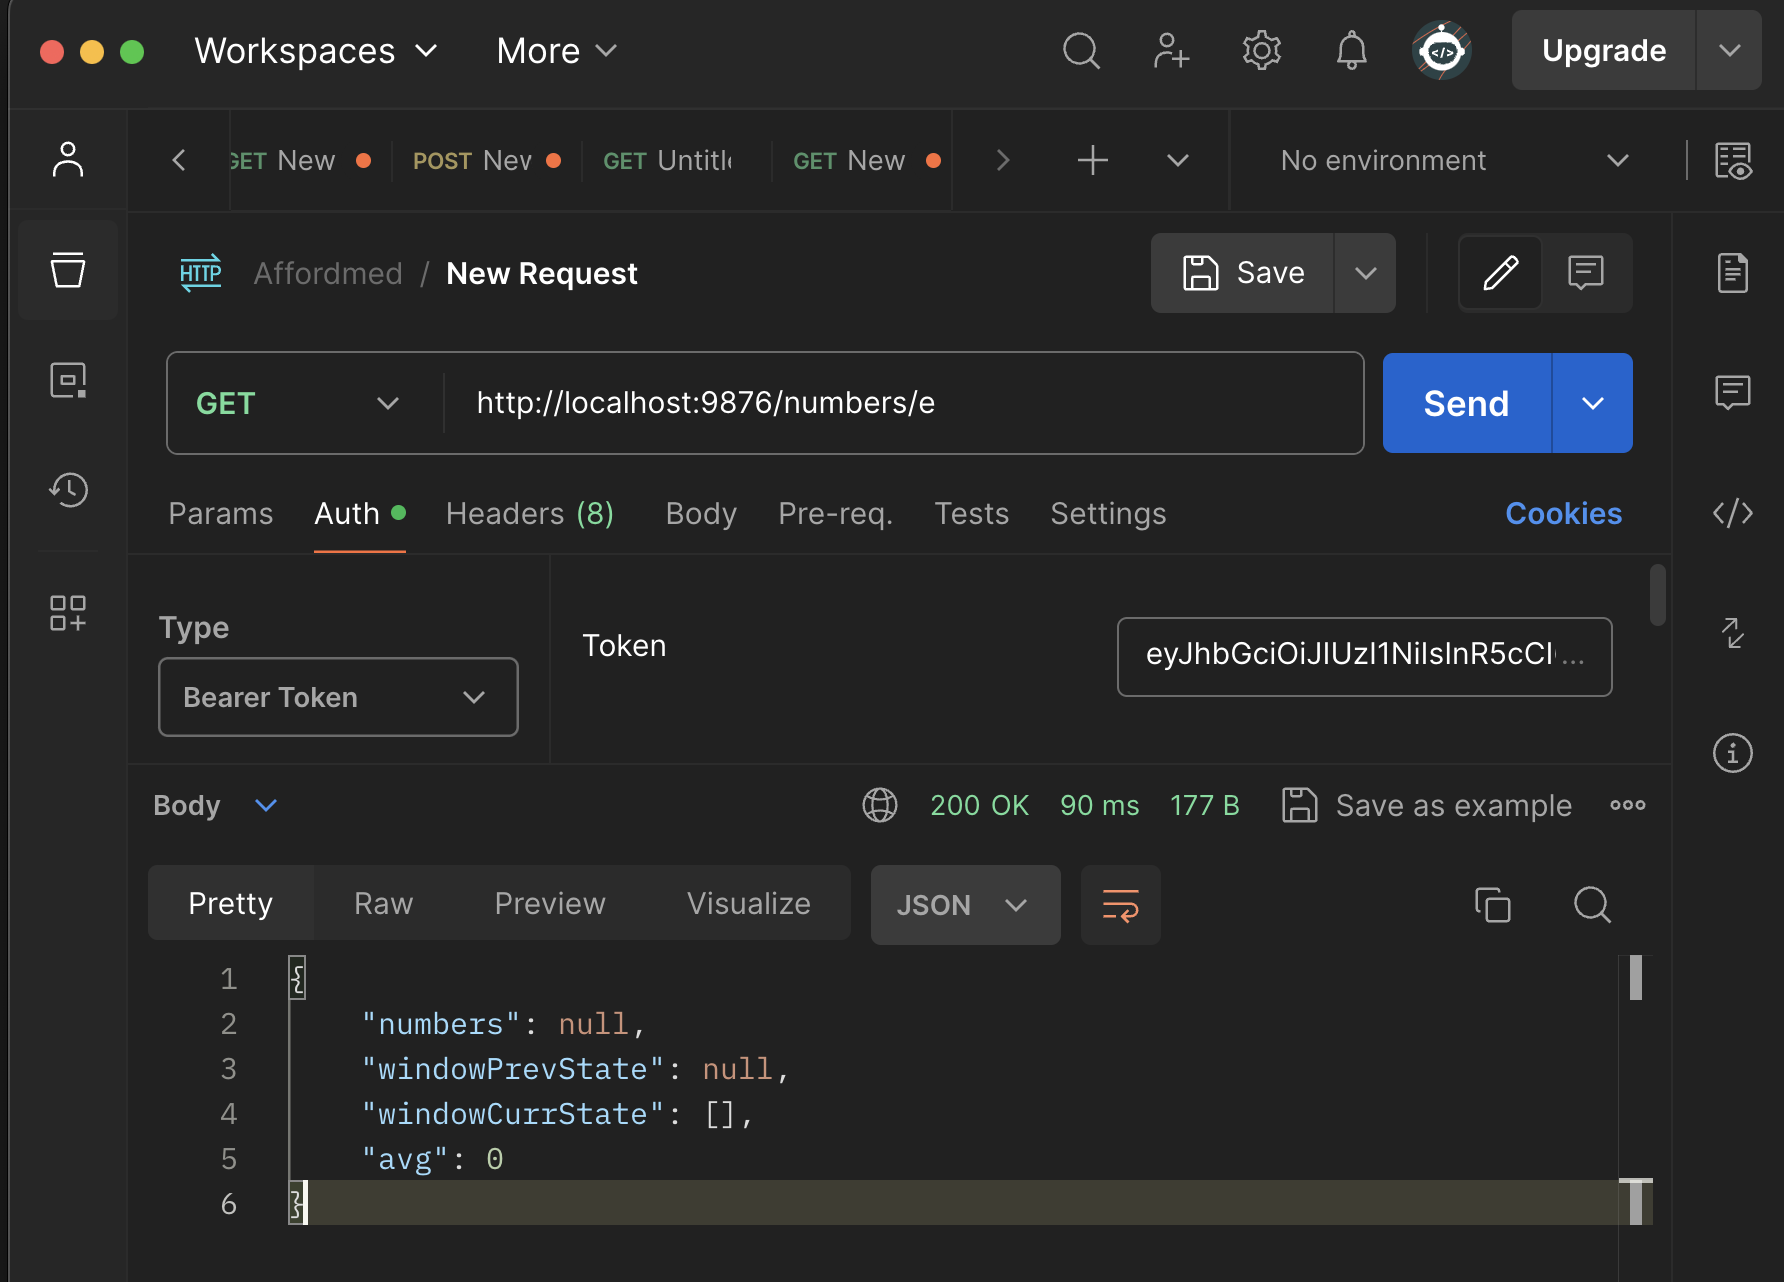 Workspaces More Upgrade
GET New POST New GET Untitle GET New No environment
HTTP Affordmed / New Request Save
GET http://localhost:9876/numbers/e Send
Params Auth Headers (8) Body Pre-req. Tests Settings Cookies
Type
Token eyJhbGciOiJIUzI1NiIsInR5cCI ...
Bearer Token
Body 200 OK 90 ms 177 B Save as example
Pretty Raw Preview Visualize JSON
1 {
2 "numbers": null,
3 "windowPrevState": null,
4 "windowCurrState": [],
5 "avg": 0
6 }